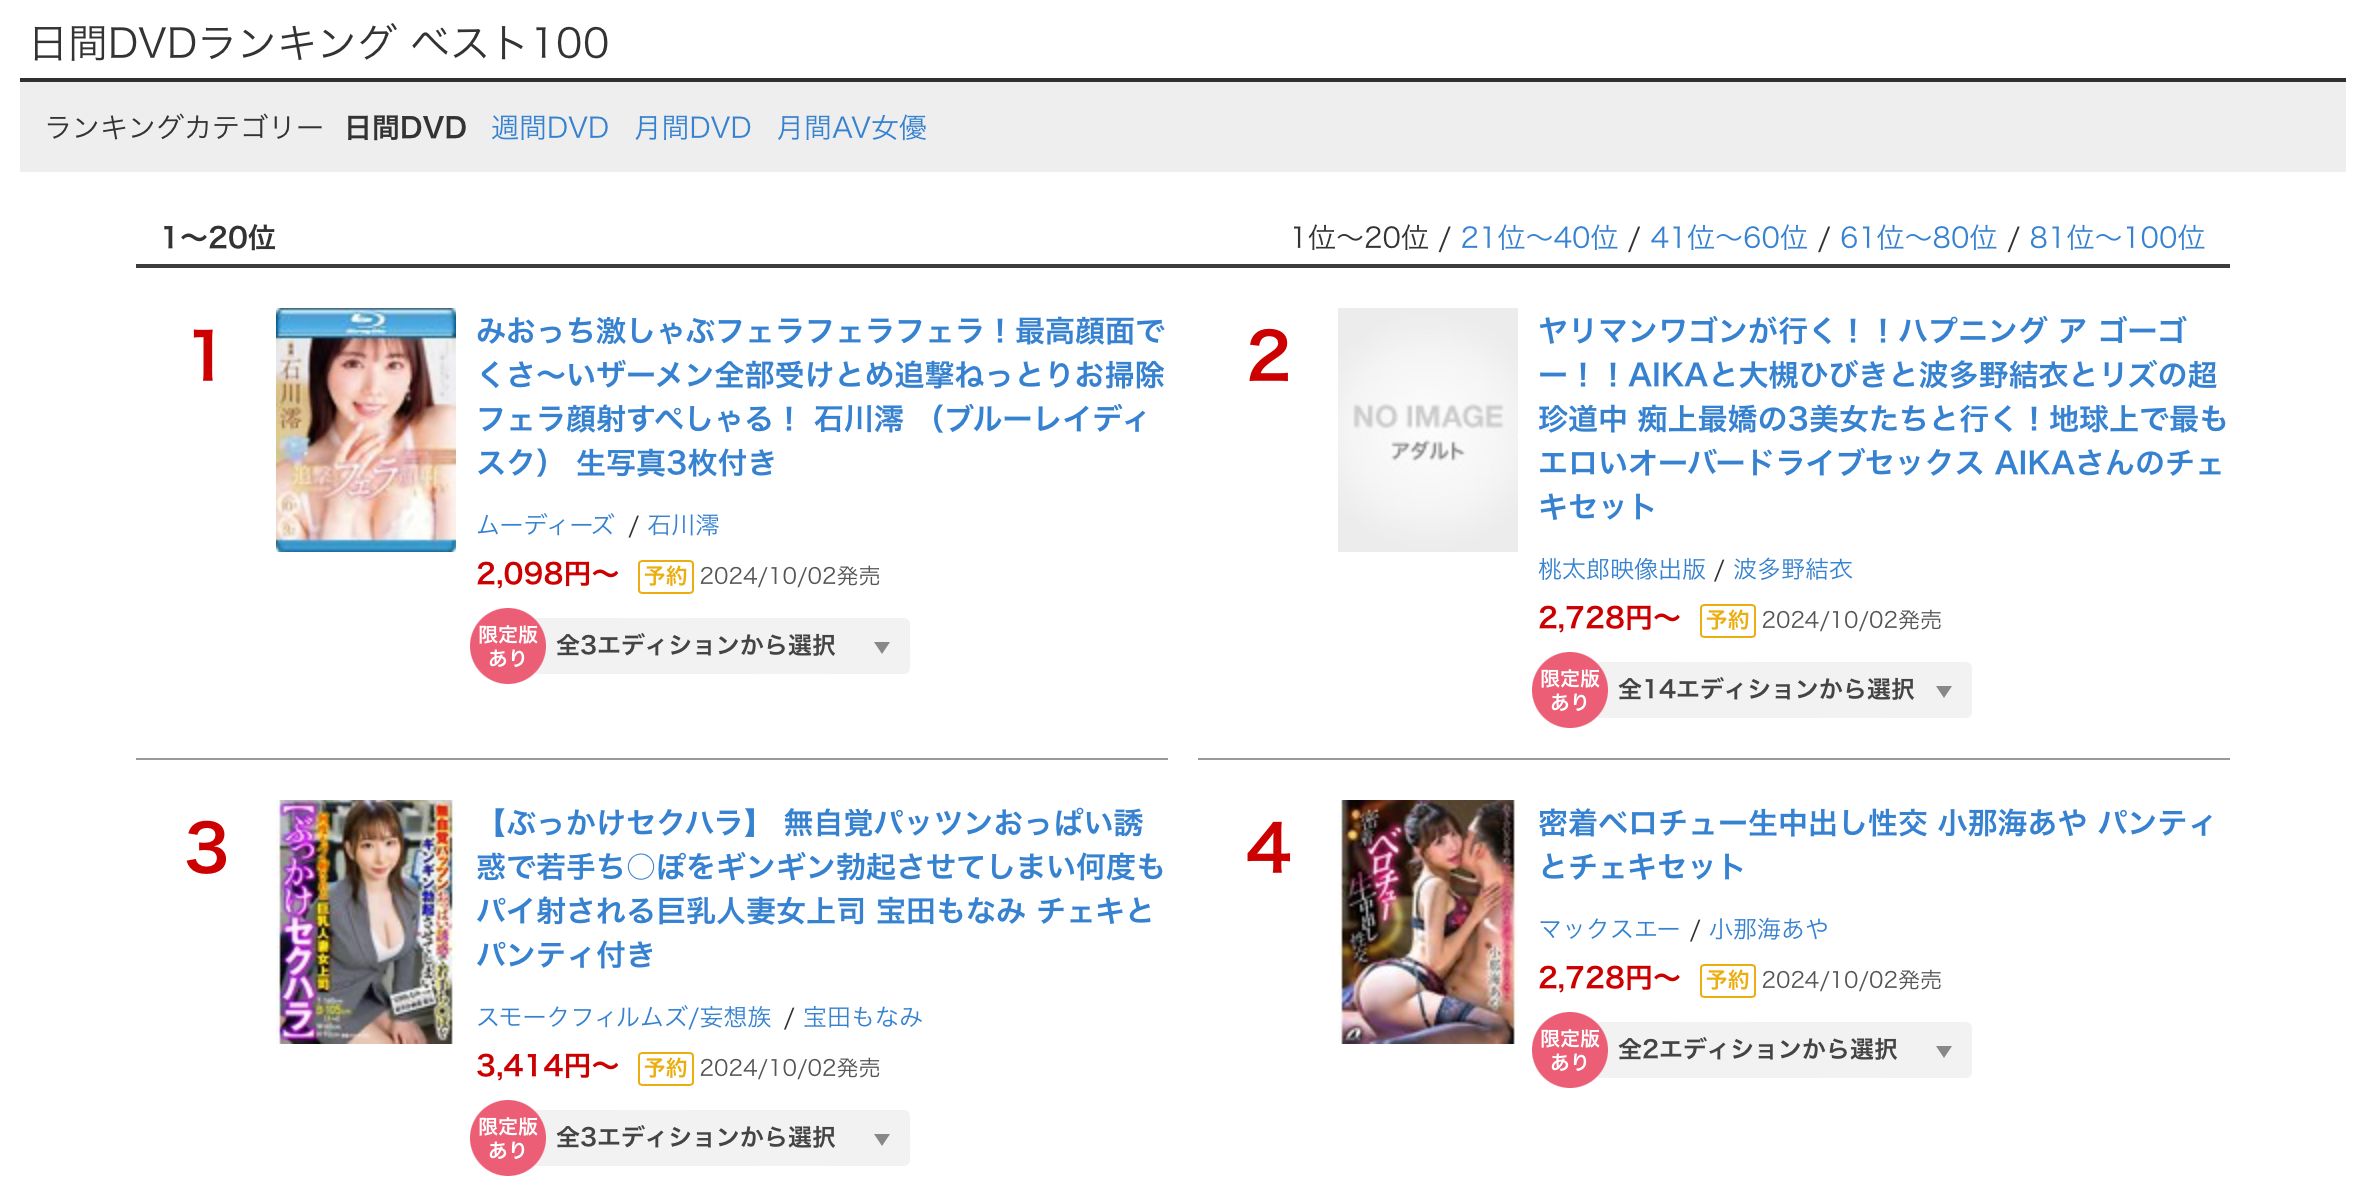 日間DVDランキング ベスト100
ランキングカテゴリー 日間DVD 週間DVD 月間DVD 月間AV女優
1〜20位
1位〜20位 / 21位〜40位 / 41位〜60位 / 61位〜80位 / 81位〜100位
1
石川澪
追撃フェラ顔射
みおっち激しゃぶフェラフェラフェラ！最高顔面で
くさ〜いザーメン全部受けとめ追撃ねっとりお掃除
フェラ顔射すぺしゃる！ 石川澪 （ブルーレイディ
スク） 生写真3枚付き
ムーディーズ / 石川澪
2,098円〜 予約 2024/10/02発売
限定版
あり
全3エディションから選択 ▼
2
NO IMAGE
アダルト
ヤリマンワゴンが行く！！ハプニング ア ゴーゴ
ー！！AIKAと大槻ひびきと波多野結衣とリズの超
珍道中 痴上最嬌の3美女たちと行く！地球上で最も
エロいオーバードライブセックス AIKAさんのチェ
キセット
桃太郎映像出版 / 波多野結衣
2,728円〜 予約 2024/10/02発売
限定版
あり
全14エディションから選択 ▼
3
無自覚パッツンおっぱい誘惑で
ギンギン勃起させてしまい
巨乳人妻女上司
【ぶっかけセクハラ】
【ぶっかけセクハラ】 無自覚パッツンおっぱい誘
惑で若手ち○ぽをギンギン勃起させてしまい何度も
パイ射される巨乳人妻女上司 宝田もなみ チェキと
パンティ付き
スモークフィルムズ/妄想族 / 宝田もなみ
3,414円〜 予約 2024/10/02発売
限定版
あり
全3エディションから選択 ▼
4
密着
ベロチュー
生中出し
性交
小那海あや
密着ベロチュー生中出し性交 小那海あや パンティ
とチェキセット
マックスエー / 小那海あや
2,728円〜 予約 2024/10/02発売
限定版
あり
全2エディションから選択 ▼